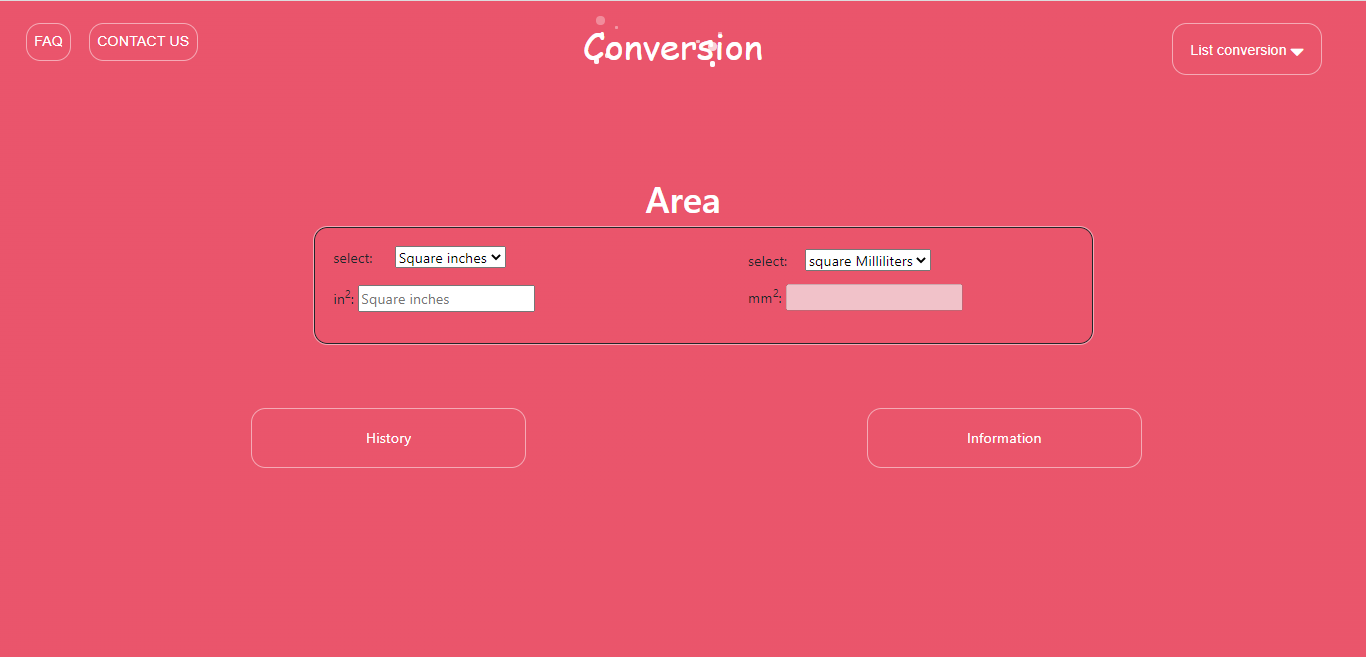 FAQ
CONTACT US
Conversion
List conversion
Area
select: Square inches
select: square Milliliters
in²: Square inches
mm²:
History
Information